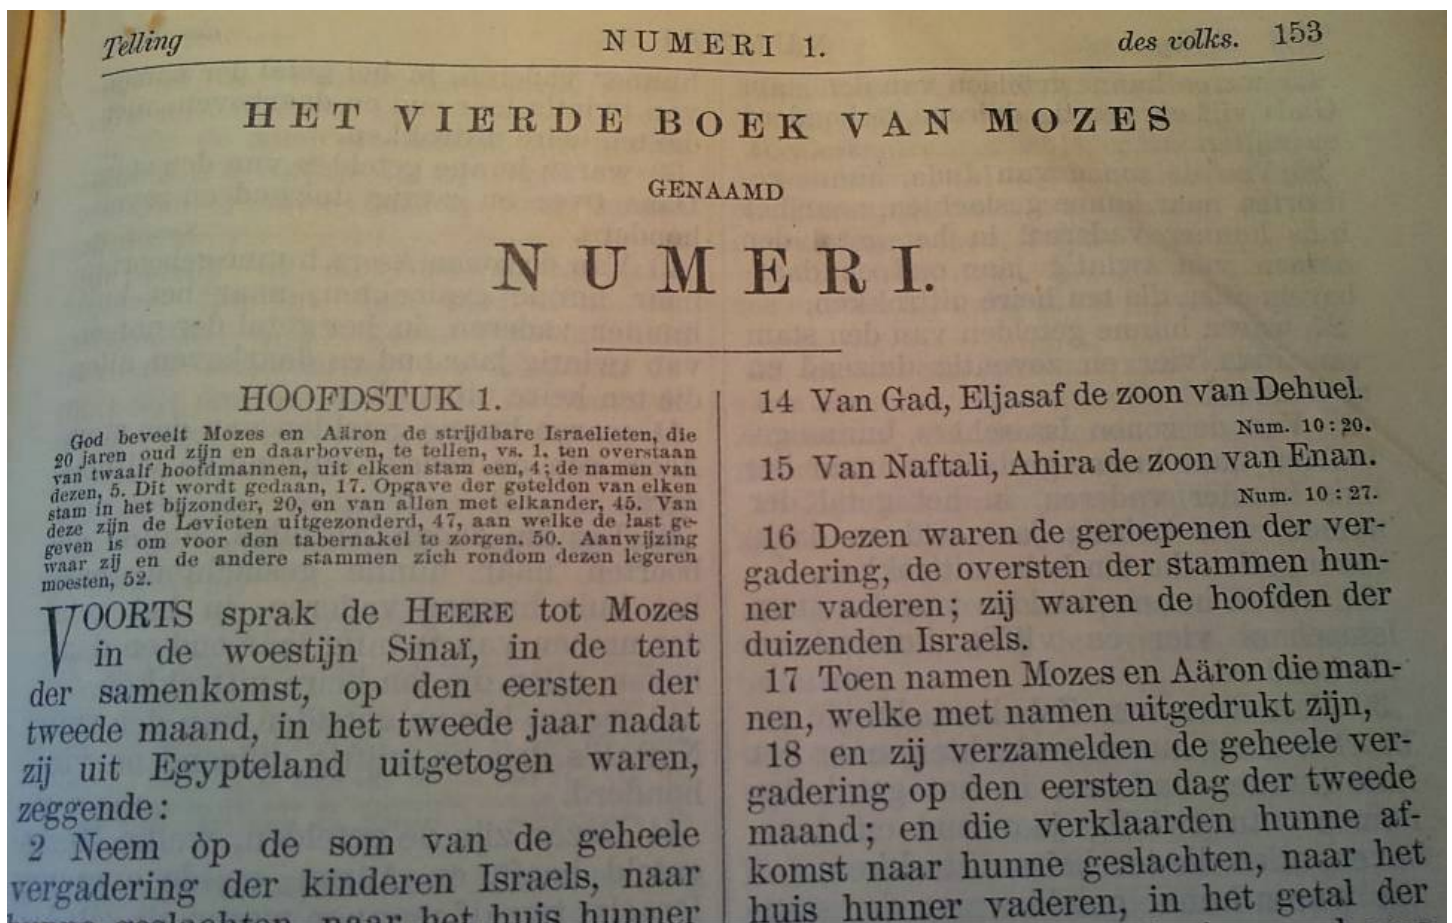 Telling NUMERI 1. des volks. 153
HET VIERDE BOEK VAN MOZES
GENAAMD
NUMERI.
HOOFDSTUK 1.
God beveelt Mozes en Aäron de strijdbare Israelieten, die
20 jaren oud zijn en daarboven, te tellen, vs. 1. ten overstaan
van twaalf hoofdmannen, uit elken stam een, 4; de namen van
dezen, 5. Dit wordt gedaan, 17. Opgave der getelden van elken
stam in het bijzonder, 20, en van allen met elkander, 45. Van
deze zijn de Levieten uitgezonderd, 47, aan welke de last ge-
geven is om voor den tabernakel te zorgen. 50. Aanwijzing
waar zij en de andere stammen zich rondom dezen legeren
moesten, 52.
VOORTS sprak de HEERE tot Mozes
in de woestijn Sinaï, in de tent
der samenkomst, op den eersten der
tweede maand, in het tweede jaar nadat
zij uit Egypteland uitgetogen waren,
zeggende:
2 Neem òp de som van de geheele
vergadering der kinderen Israels, naar
hunne geslachten, naar het huis hunner
14 Van Gad, Eljasaf de zoon van Dehuel.
Num. 10:20.
15 Van Naftali, Ahira de zoon van Enan.
Num. 10:27.
16 Dezen waren de geroepenen der ver-
gadering, de oversten der stammen hun-
ner vaderen; zij waren de hoofden der
duizenden Israels.
17 Toen namen Mozes en Aäron die man-
nen, welke met namen uitgedrukt zijn,
18 en zij verzamelden de geheele ver-
gadering op den eersten dag der tweede
maand; en die verklaarden hunne af-
komst naar hunne geslachten, naar het
huis hunner vaderen, in het getal der